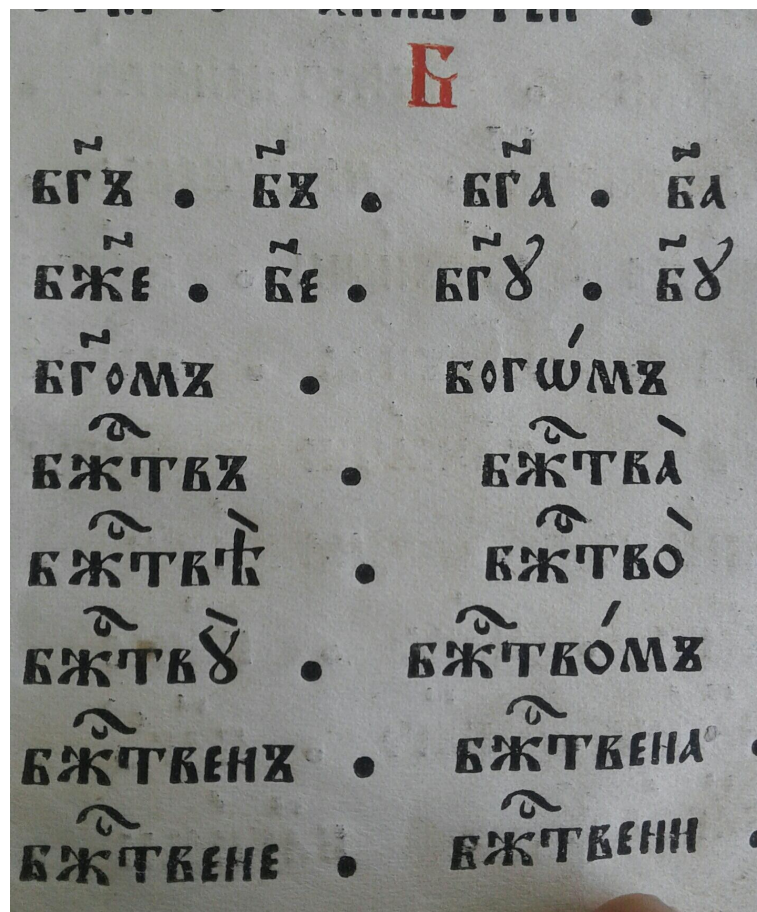 Б
бг҃ъ • б҃ъ • бг҃а • б҃а
бж҃е • б҃е • бг҃ꙋ • б҃ꙋ
бг҃омъ • богѡ́мъ
бжⷭ҇твъ • бжⷭ҇тва̀
бжⷭ҇твѣ̀ • бжⷭ҇тво̀
бжⷭ҇твꙋ̀ • бжⷭ҇тво́мъ
бжⷭ҇твенъ • бжⷭ҇твена
бжⷭ҇твене • бжⷭ҇твени